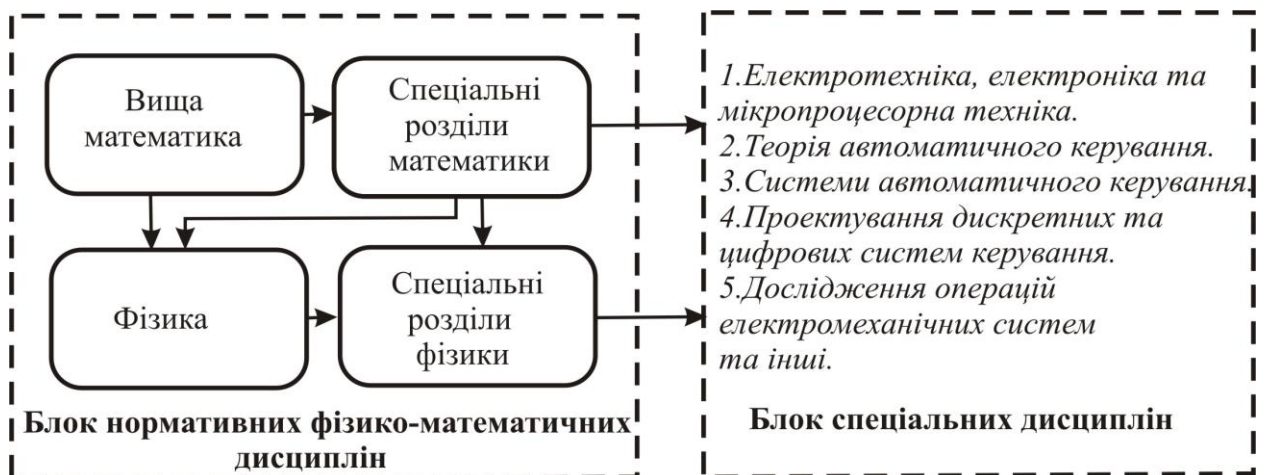 Вища
математика
Спеціальні
розділи
математики
Фізика
Спеціальні
розділи
фізики
Блок нормативних фізико-математичних
дисциплін
1.Електротехніка, електроніка та
мікропроцесорна техніка.
2.Теорія автоматичного керування.
3.Системи автоматичного керування.
4.Проектування дискретних та
цифрових систем керування.
5.Дослідження операцій
електромеханічних систем
та інші.
Блок спеціальних дисциплін